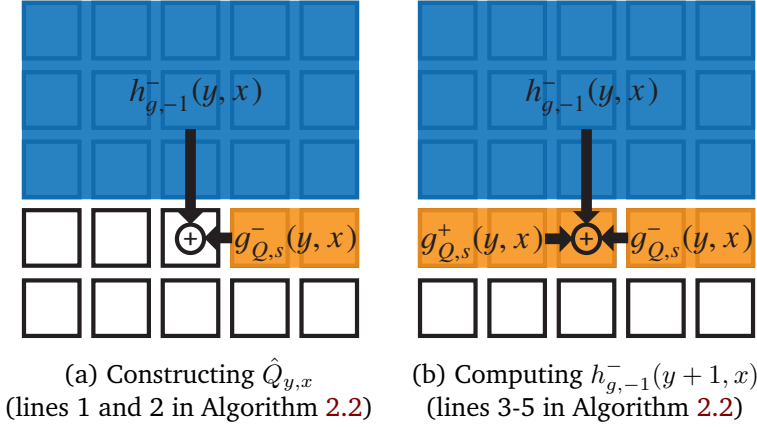 h⁻_{g,−1}(y, x) h⁻_{g,−1}(y, x)
+ g⁻_{Q,s}(y, x) g⁺_{Q,s}(y, x) + g⁻_{Q,s}(y, x)
(a) Constructing Q̂_{y,x}
(lines 1 and 2 in Algorithm 2.2)
(b) Computing h⁻_{g,−1}(y + 1, x)
(lines 3-5 in Algorithm 2.2)